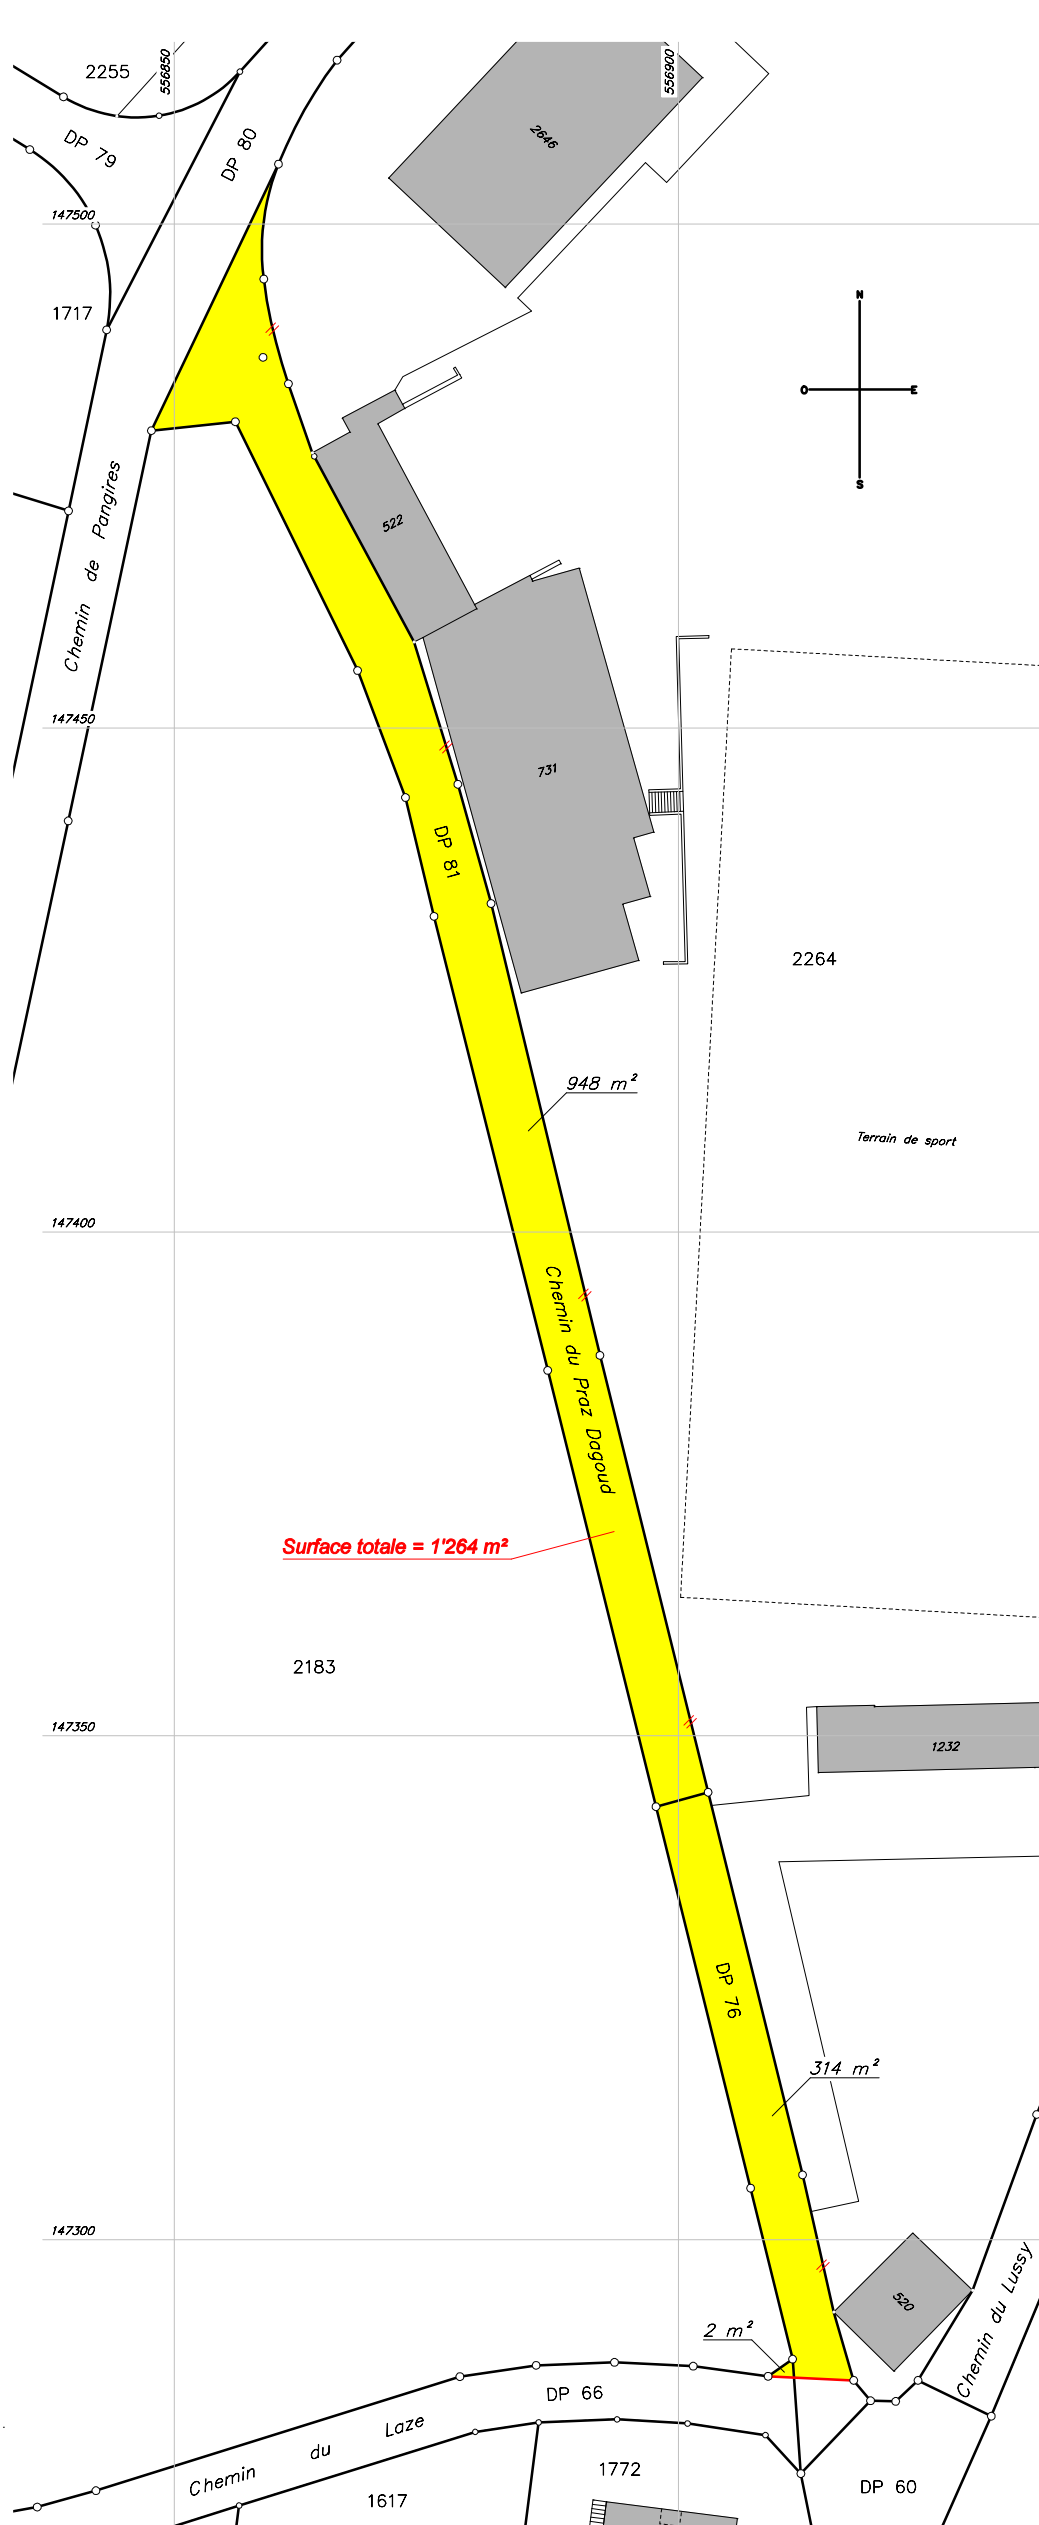 2255
556850
556900
DP 79
DP 80
2646
147500
1717
N
O
E
S
Chemin de Pangires
522
147450
731
DP 81
2264
948 m²
Terrain de sport
147400
Chemin du Praz Dagoud
Surface totale = 1'264 m²
2183
147350
1232
DP 76
314 m²
147300
520
Chemin du Lussy
2 m²
DP 66
Chemin du Laze
1772
DP 60
1617